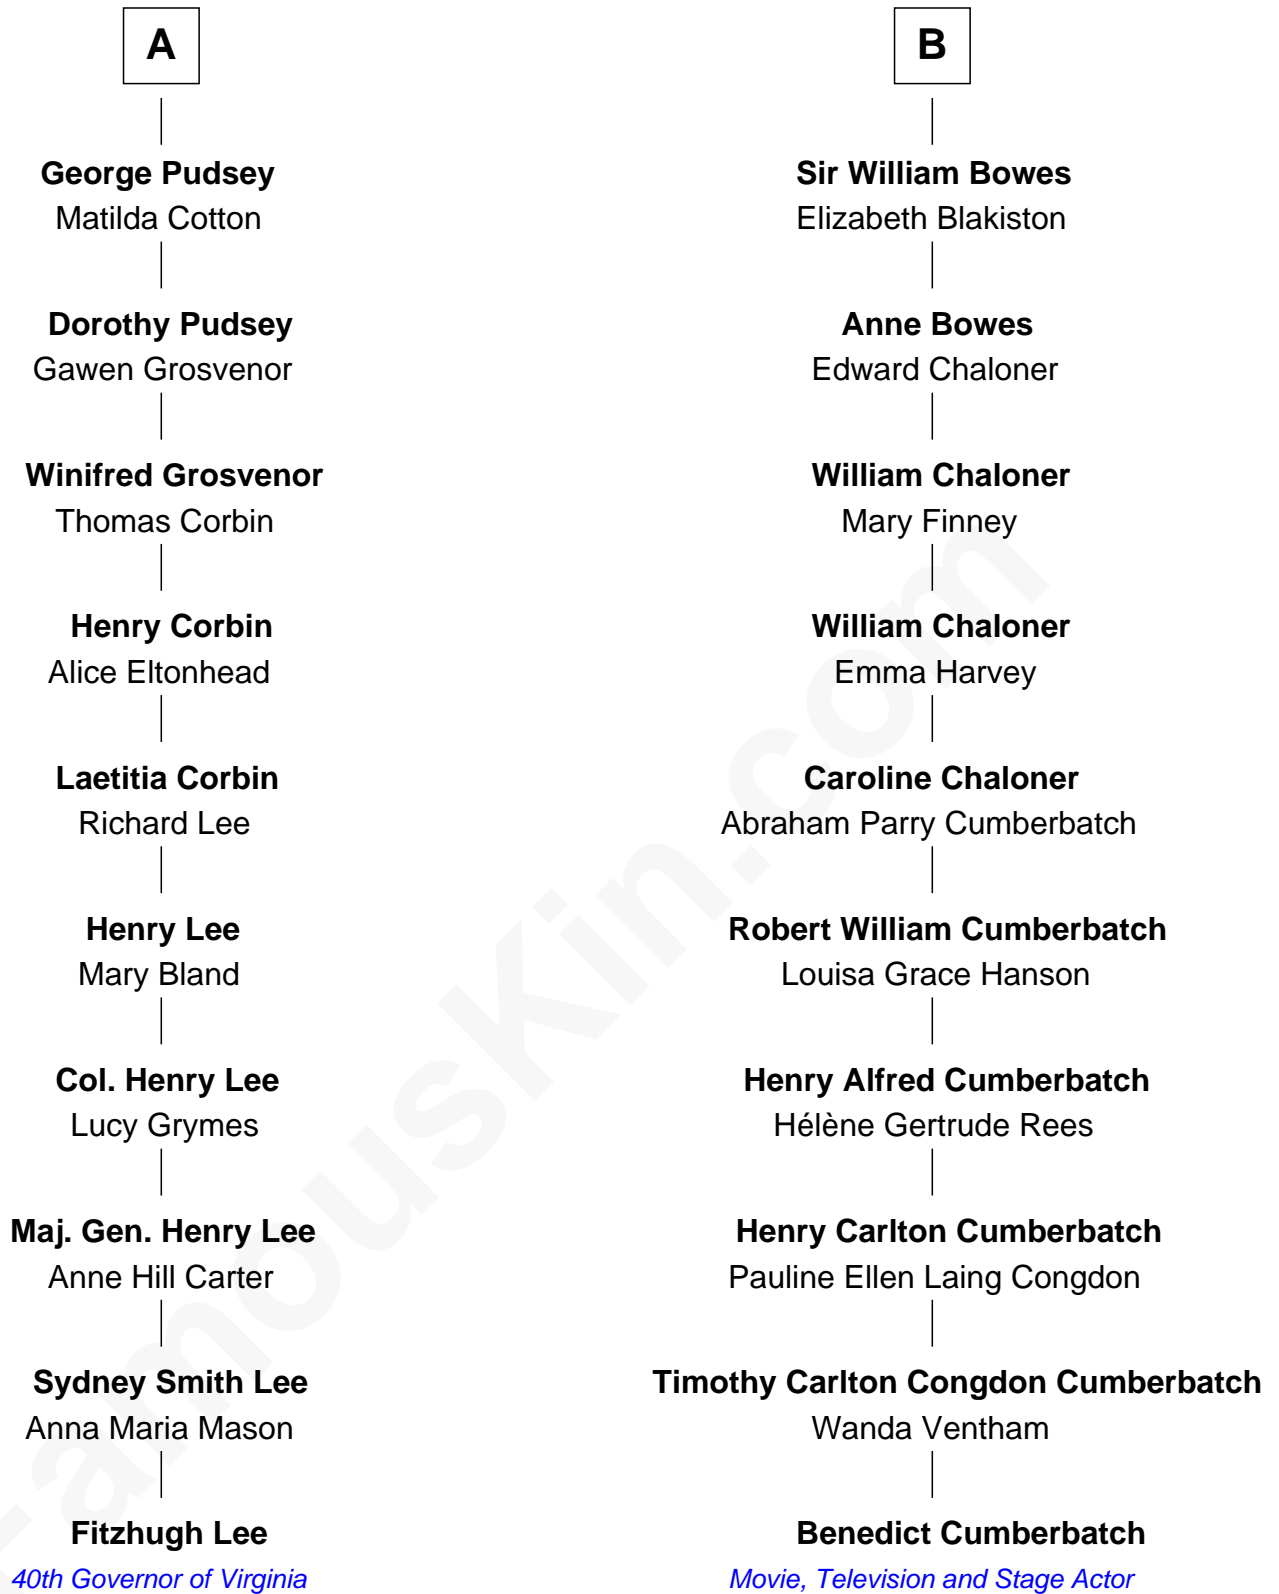 A
George Pudsey
Matilda Cotton
Dorothy Pudsey
Gawen Grosvenor
Winifred Grosvenor
Thomas Corbin
Henry Corbin
Alice Eltonhead
Laetitia Corbin
Richard Lee
Henry Lee
Mary Bland
Col. Henry Lee
Lucy Grymes
Maj. Gen. Henry Lee
Anne Hill Carter
Sydney Smith Lee
Anna Maria Mason
Fitzhugh Lee
40th Governor of Virginia
B
Sir William Bowes
Elizabeth Blakiston
Anne Bowes
Edward Chaloner
William Chaloner
Mary Finney
William Chaloner
Emma Harvey
Caroline Chaloner
Abraham Parry Cumberbatch
Robert William Cumberbatch
Louisa Grace Hanson
Henry Alfred Cumberbatch
Hélène Gertrude Rees
Henry Carlton Cumberbatch
Pauline Ellen Laing Congdon
Timothy Carlton Congdon Cumberbatch
Wanda Ventham
Benedict Cumberbatch
Movie, Television and Stage Actor
FamousKin.com